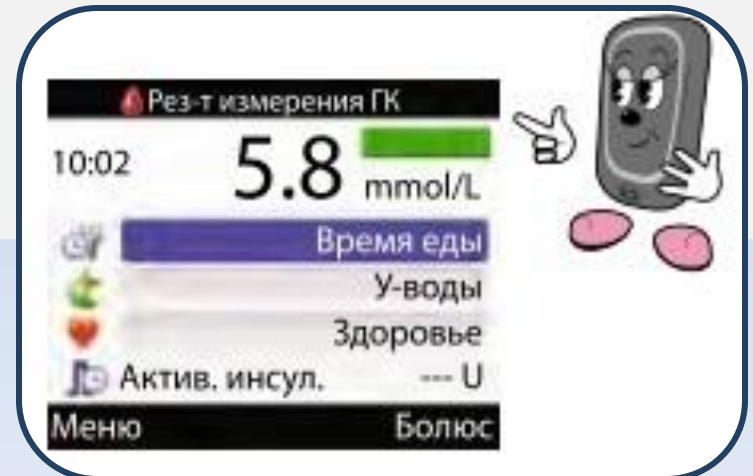 Рез-т измерения ГК
10:02 5.8 mmol/L
Время еды
У-воды
Здоровье
Актив. инсул. --- U
Меню Болюс